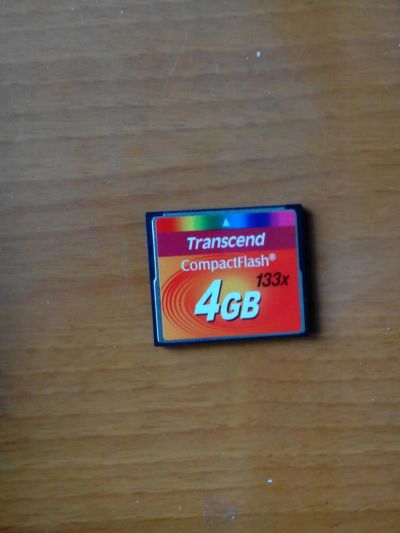 Transcend
CompactFlash®
133x
4GB